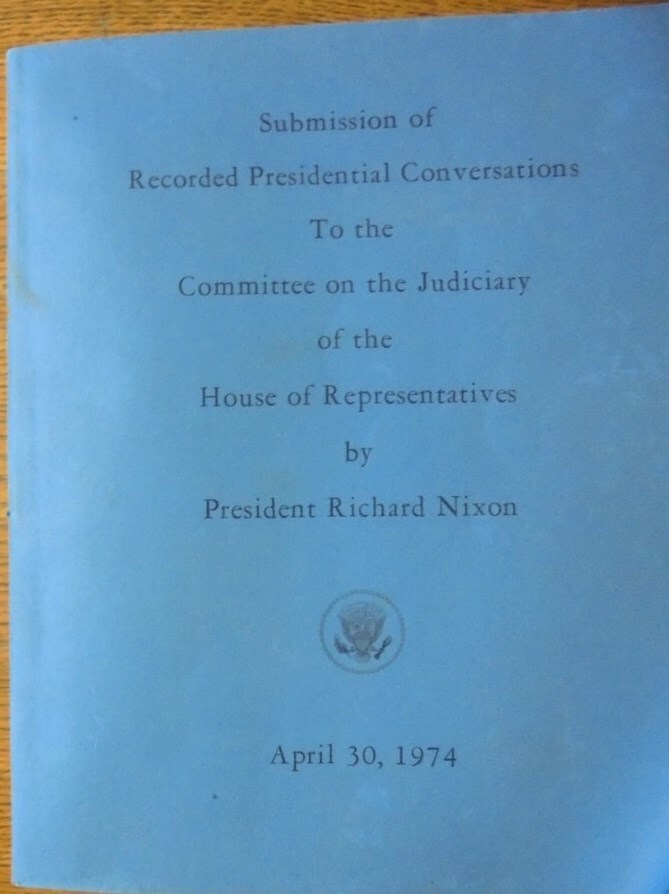 Submission of
Recorded Presidential Conversations
To the
Committee on the Judiciary
of the
House of Representatives
by
President Richard Nixon
April 30, 1974